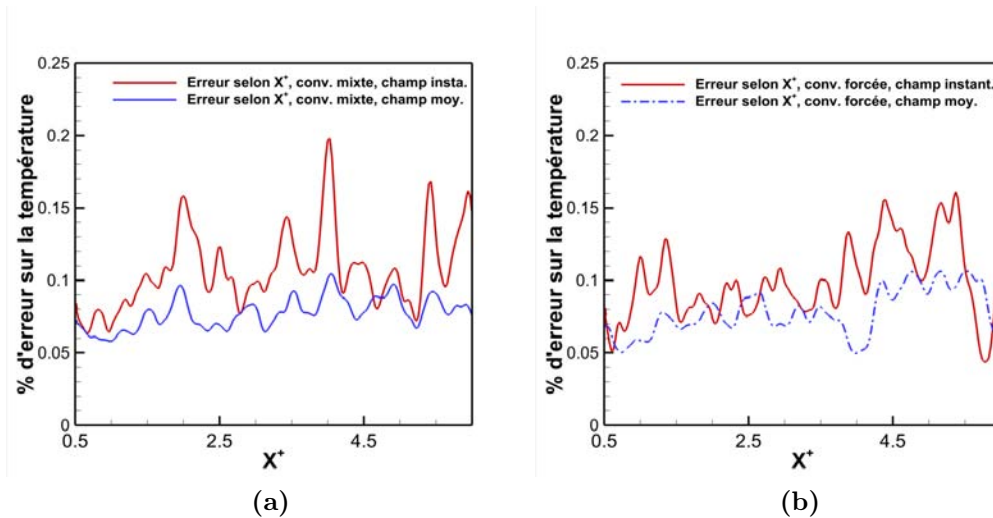 0.25
Erreur selon X⁺, conv. mixte, champ insta.
Erreur selon X⁺, conv. mixte, champ moy.
% d'erreur sur la température
0.2
0.15
0.1
0.05
0
0.5
2.5
4.5
X⁺
(a)
0.25
Erreur selon X⁺, conv. forcée, champ instant.
Erreur selon X⁺, conv. forcée, champ moy.
% d'erreur sur la température
0.2
0.15
0.1
0.05
0
0.5
2.5
4.5
X⁺
(b)